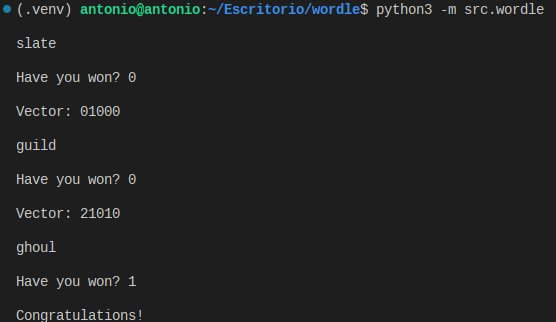 (.venv) antonio@antonio:~/Escritorio/wordle$ python3 -m src.wordle
slate
Have you won? 0
Vector: 01000
guild
Have you won? 0
Vector: 21010
ghoul
Have you won? 1
Congratulations!